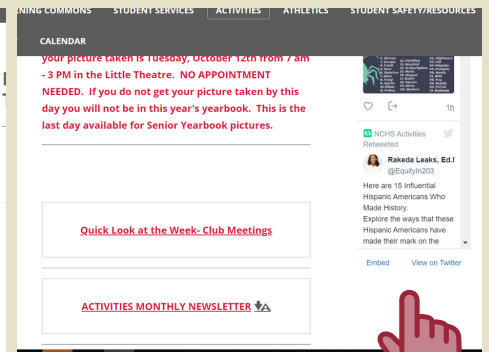 NING COMMONS STUDENT SERVICES ACTIVITIES ATHLETICS STUDENT SAFETY/RESOURCES
CALENDAR
your picture taken is Tuesday, October 12th from 7 am
- 3 PM in the Little Theatre. NO APPOINTMENT
NEEDED. If you do not get your picture taken by this
day you will not be in this year's yearbook. This is the
last day available for Senior Yearbook pictures.
Quick Look at the Week- Club Meetings
ACTIVITIES MONTHLY NEWSLETTER
1h
NCHS Activities
Retweeted
Rakeda Leaks, Ed.
@EquityIn203
Here are 15 Influential
Hispanic Americans Who
Made History.
Explore the ways that these
Hispanic Americans have
made their mark on the
Embed View on Twitter